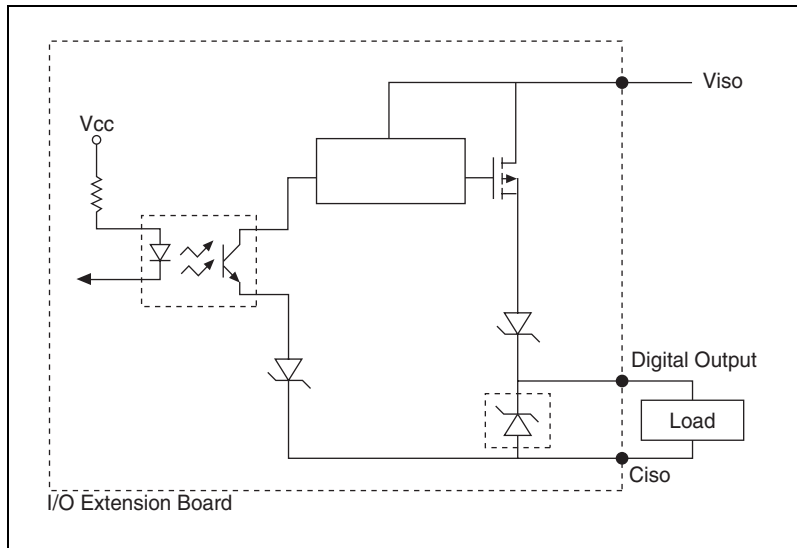 Viso
Vcc
Digital Output
Load
Ciso
I/O Extension Board